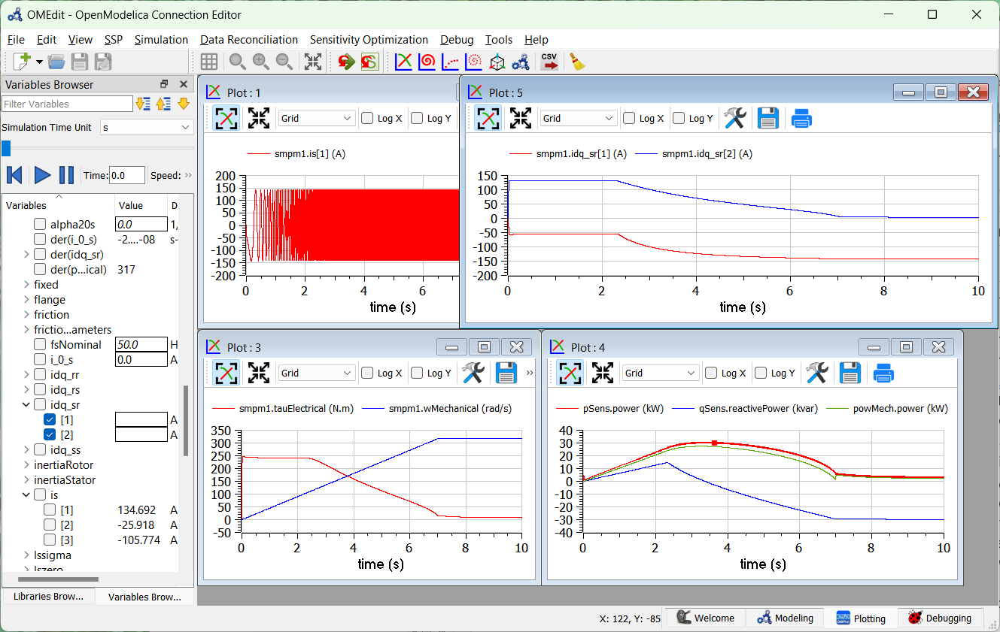 OMEdit - OpenModelica Connection Editor
File Edit View SSP Simulation Data Reconciliation Sensitivity Optimization Debug Tools Help
CSV
Variables Browser
Filter Variables
Simulation Time Unit s
Time: 0.0 Speed: »
Variables Value D
alpha20s 0.0 1,
der(i_0_s) -2....-08 s-
der(idq_sr)
der(p...ical) 317
fixed
flange
friction
frictio...ameters
fsNominal 50.0 H
i_0_s 0.0 A
idq_rr
idq_rs
idq_sr
[1] A
[2] A
idq_ss
inertiaRotor
inertiaStator
is
[1] 134.692 A
[2] -25.918 A
[3] -105.774 A
lssigma
lszero
Libraries Brow... Variables Brow...
Plot : 1
Grid Log X Log Y
smpm1.is[1] (A)
200
150
100
50
0
-50
-100
-150
-200
0 2 4 6
time (s)
Plot : 5
Grid Log X Log Y
smpm1.idq_sr[1] (A) smpm1.idq_sr[2] (A)
150
100
50
0
-50
-100
-150
-200
0 2 4 6 8 10
time (s)
Plot : 3
Grid Log X Log Y »
smpm1.tauElectrical (N.m) smpm1.wMechanical (rad/s)
350
300
250
200
150
100
50
0
-50
0 2 4 6 8 10
time (s)
Plot : 4
Grid Log X Log Y
pSens.power (kW) qSens.reactivePower (kvar) powMech.power (kW)
40
30
20
10
0
-10
-20
-30
-40
0 2 4 6 8 10
time (s)
X: 122, Y: -85 Welcome Modeling Plotting Debugging